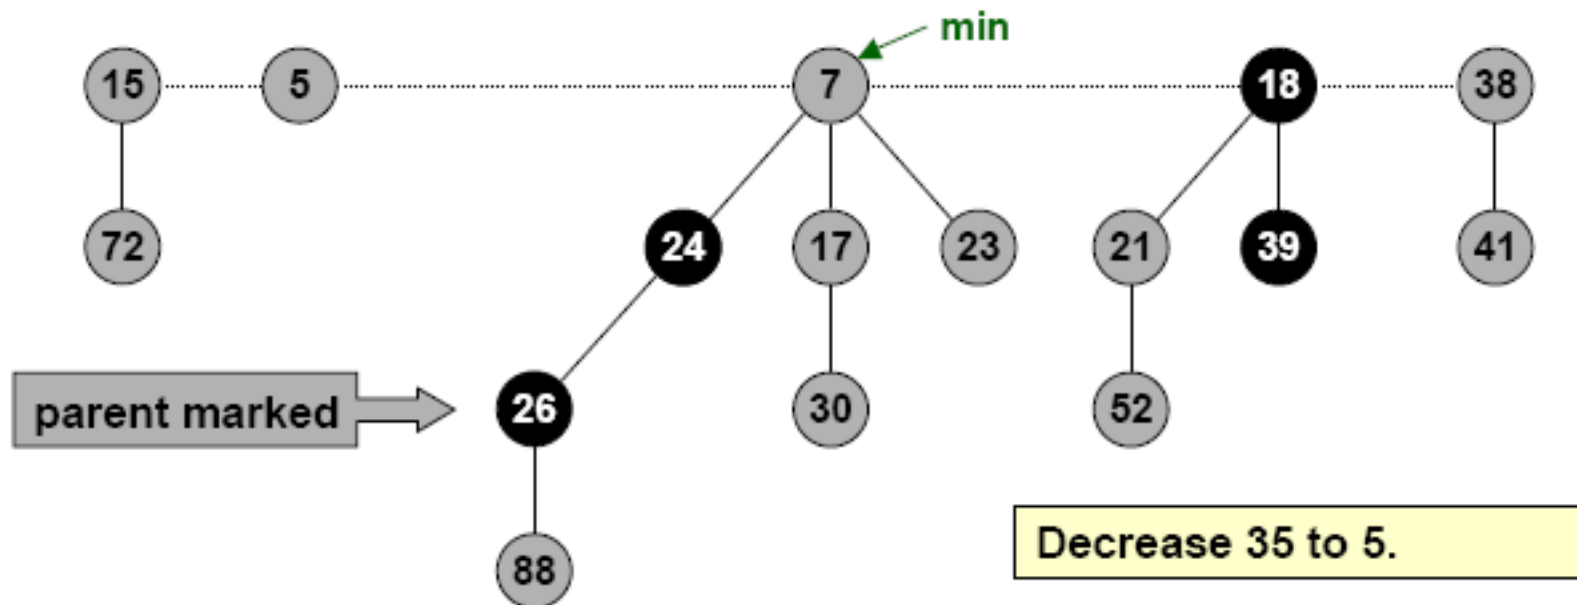 min
15 5 7 18 38
72 24 17 23 21 39 41
parent marked 26 30 52
88
Decrease 35 to 5.